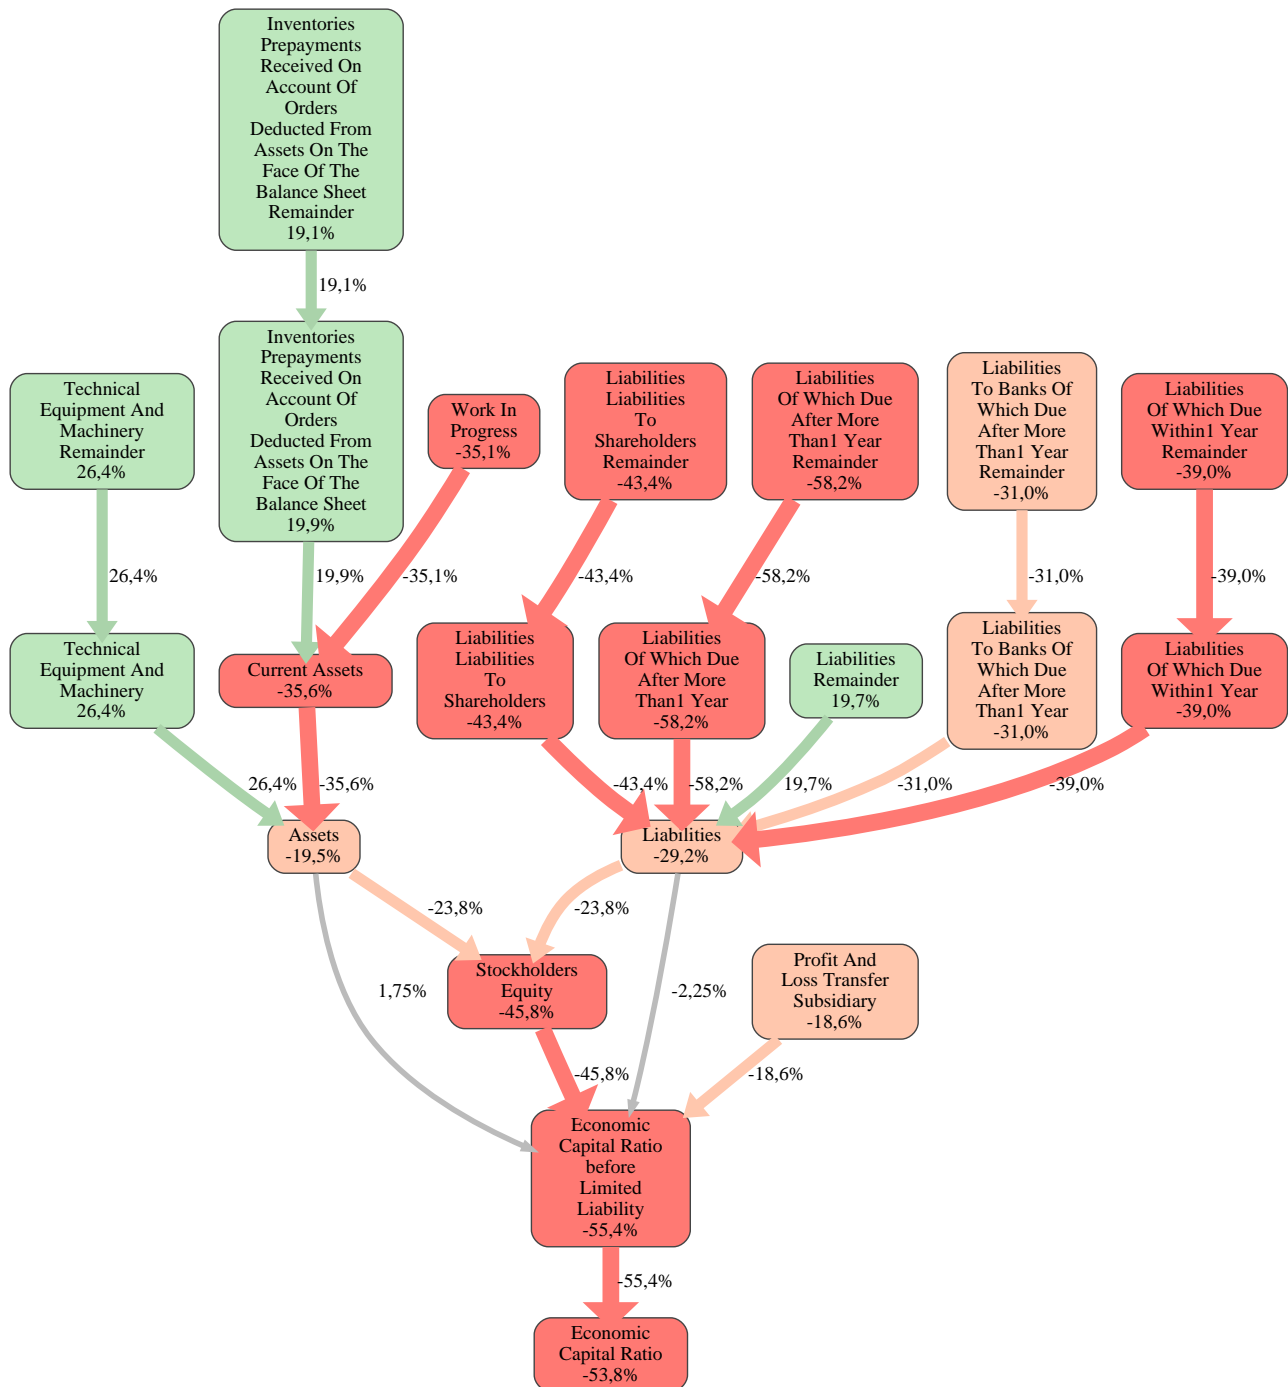 Inventories
Prepayments
Received On
Account Of
Orders
Deducted From
Assets On The
Face Of The
Balance Sheet
Remainder
19,1%
19,1%
Technical
Equipment And
Machinery
Remainder
26,4%
Inventories
Prepayments
Received On
Account Of
Orders
Deducted From
Assets On The
Face Of The
Balance Sheet
19,9%
Work In
Progress
-35,1%
Liabilities
Liabilities
To
Shareholders
Remainder
-43,4%
Liabilities
Of Which Due
After More
Than1 Year
Remainder
-58,2%
Liabilities
To Banks Of
Which Due
After More
Than1 Year
Remainder
-31,0%
Liabilities
Of Which Due
Within1 Year
Remainder
-39,0%
26,4%
19,9%
-35,1%
-43,4%
-58,2%
-31,0%
-39,0%
Technical
Equipment And
Machinery
26,4%
Current Assets
-35,6%
Liabilities
Liabilities
To
Shareholders
-43,4%
Liabilities
Of Which Due
After More
Than1 Year
-58,2%
Liabilities
Remainder
19,7%
Liabilities
To Banks Of
Which Due
After More
Than1 Year
-31,0%
Liabilities
Of Which Due
Within1 Year
-39,0%
26,4%
-35,6%
-43,4%
-58,2%
19,7%
-31,0%
-39,0%
Assets
-19,5%
Liabilities
-29,2%
-23,8%
-23,8%
1,75%
Stockholders
Equity
-45,8%
-2,25%
Profit And
Loss Transfer
Subsidiary
-18,6%
-45,8%
-18,6%
Economic
Capital Ratio
before
Limited
Liability
-55,4%
-55,4%
Economic
Capital Ratio
-53,8%